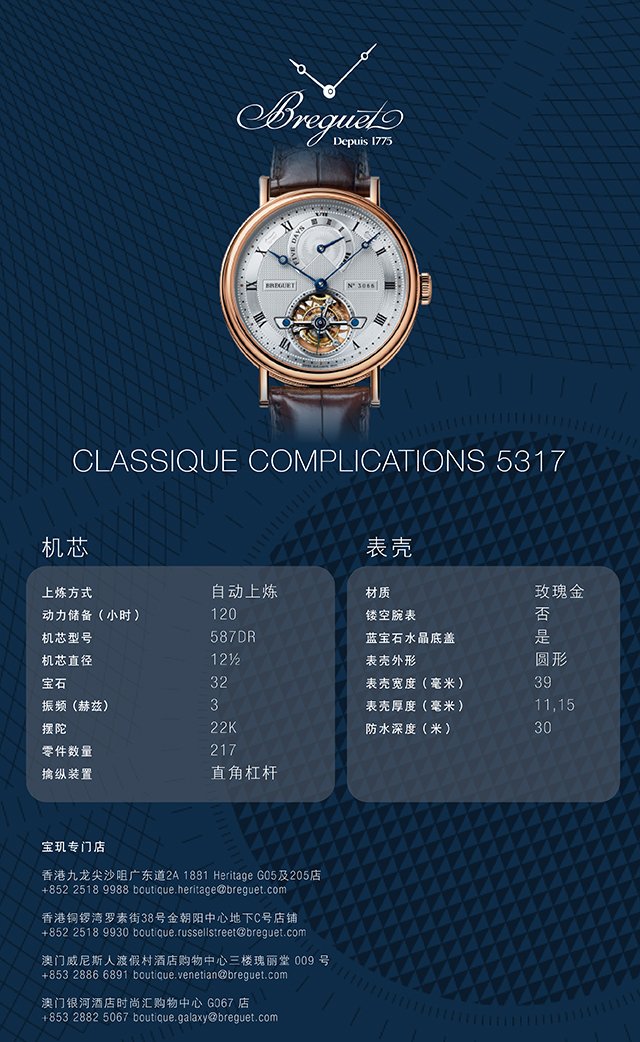 Breguet
Depuis 1775
FIVE DAYS
BREGUET
Nº 3086
CLASSIQUE COMPLICATIONS 5317
机芯
上炼方式 自动上炼
动力储备（小时） 120
机芯型号 587DR
机芯直径 12½
宝石 32
振频 (赫兹) 3
摆陀 22K
零件数量 217
擒纵装置 直角杠杆
表壳
材质 玫瑰金
镂空腕表 否
蓝宝石水晶底盖 是
表壳外形 圆形
表壳宽度（毫米） 39
表壳厚度（毫米） 11,15
防水深度（米） 30
宝玑专门店
香港九龙尖沙咀广东道2A 1881 Heritage G05及205店
+852 2518 9988 boutique.heritage@breguet.com
香港铜锣湾罗素街38号金朝阳中心地下C号店铺
+852 2518 9930 boutique.russellstreet@breguet.com
澳门威尼斯人渡假村酒店购物中心三楼瑰丽堂 009 号
+853 2886 6891 boutique.venetian@breguet.com
澳门银河酒店时尚汇购物中心 G067 店
+853 2882 5067 boutique.galaxy@breguet.com